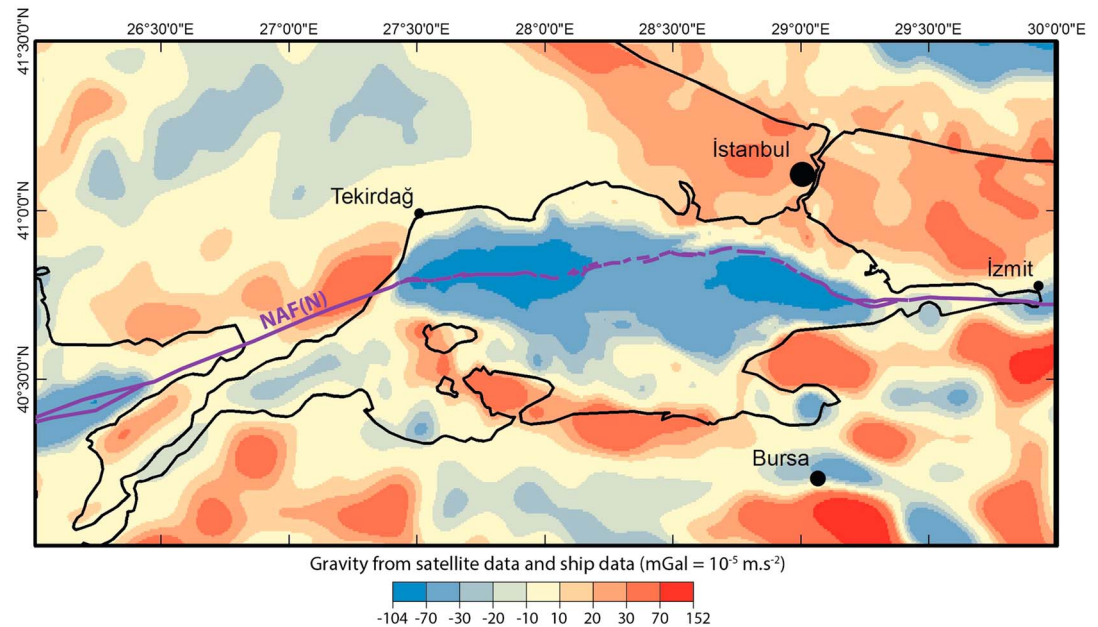 26°30'0"E 27°0'0"E 27°30'0"E 28°0'0"E 28°30'0"E 29°0'0"E 29°30'0"E 30°0'0"E
41°30'0"N
İstanbul
Tekirdağ
41°0'0"N
İzmit
NAF(N)
40°30'0"N
Bursa
Gravity from satellite data and ship data (mGal = 10⁻⁵ m.s⁻²)
-104 -70 -30 -20 -10 10 20 30 70 152